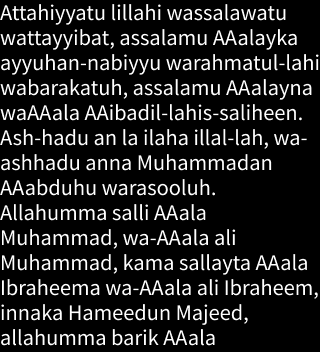 Attahiyyatu lillahi wassalawatu
wattayyibat, assalamu AAalayka
ayyuhan-nabiyyu warahmatul-lahi
wabarakatuh, assalamu AAalayna
waAAala AAibadil-lahis-saliheen.
Ash-hadu an la ilaha illal-lah, wa-
ashhadu anna Muhammadan
AAabduhu warasooluh.
Allahumma salli AAala
Muhammad, wa-AAala ali
Muhammad, kama sallayta AAala
Ibraheema wa-AAala ali Ibraheem,
innaka Hameedun Majeed,
allahumma barik AAala